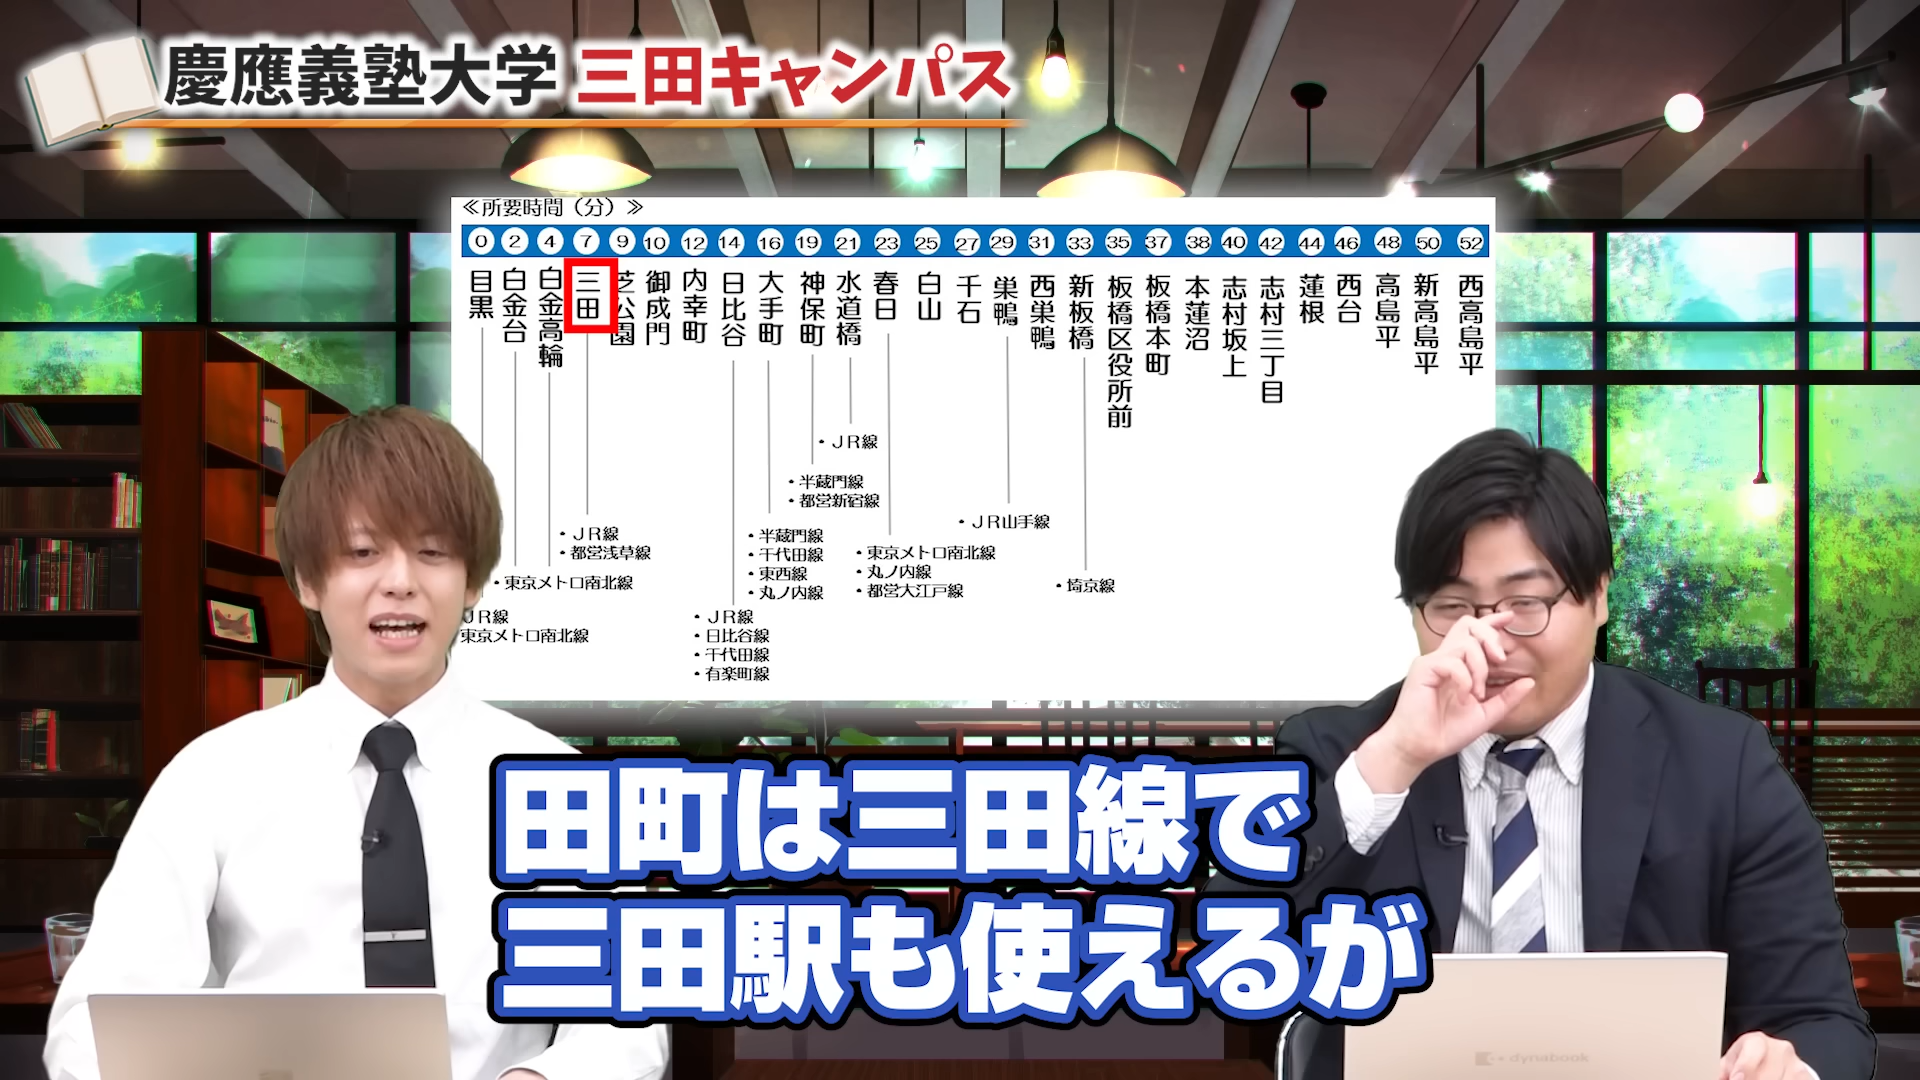 慶應義塾大学 三田キャンパス
≪所要時間（分）≫
0 2 4 7 9 10 12 14 16 19 21 23 25 27 29 31 33 35 37 38 40 42 44 46 48 50 52
目黒
白金台
白金高輪
三田
芝公園
御成門
内幸町
日比谷
大手町
神保町
水道橋
春日
白山
千石
巣鴨
西巣鴨
新板橋
板橋区役所前
板橋本町
本蓮沼
志村坂上
志村三丁目
蓮根
西台
高島平
新高島平
西高島平
JR線
東京メトロ南北線
・東京メトロ南北線
・JR線
・都営浅草線
・JR線
・日比谷線
・千代田線
・有楽町線
・半蔵門線
・千代田線
・東西線
・丸ノ内線
・半蔵門線
・都営新宿線
・JR線
・東京メトロ南北線
・丸ノ内線
・都営大江戸線
・JR山手線
・埼京線
田町は三田線で
三田駅も使えるが
dynabook